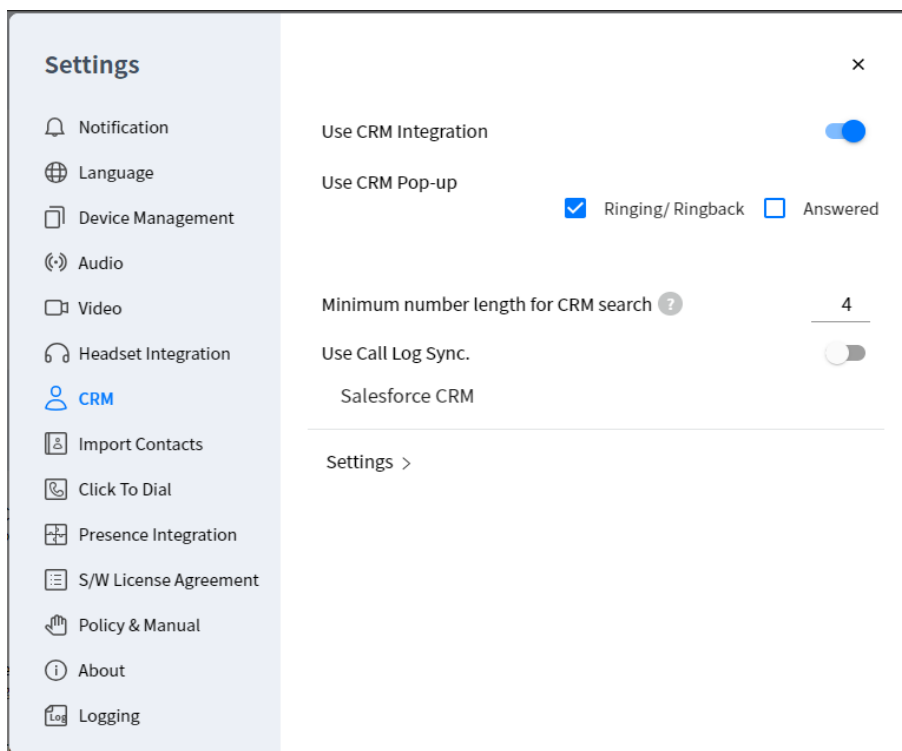 Settings
Notification
Language
Device Management
Audio
Video
Headset Integration
CRM
Import Contacts
Click To Dial
Presence Integration
S/W License Agreement
Policy & Manual
About
Log
Logging
Use CRM Integration
Use CRM Pop-up
Ringing/ Ringback Answered
Minimum number length for CRM search ? 4
Use Call Log Sync.
Salesforce CRM
Settings >